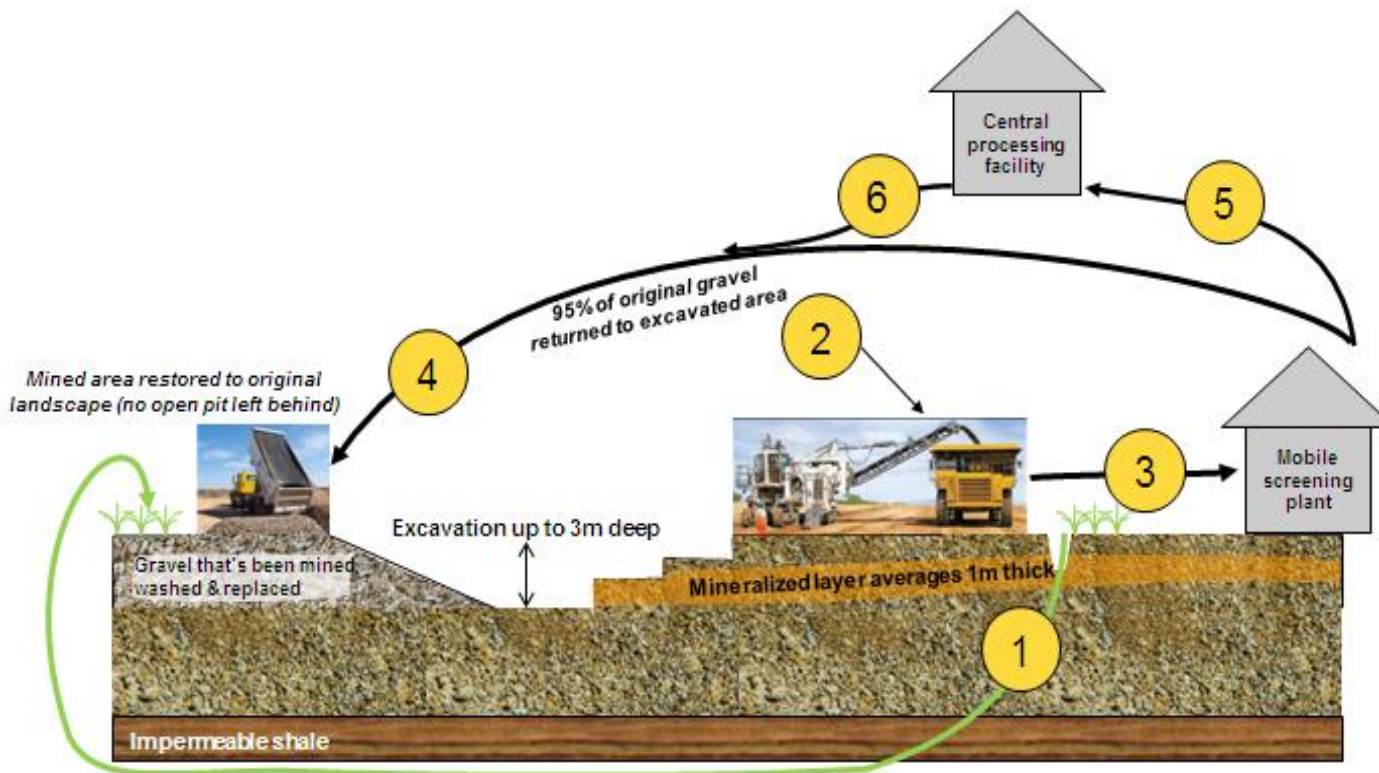 Central
processing
facility
6
5
95% of original gravel
returned to excavated area
2
4
Mined area restored to original
landscape (no open pit left behind)
3
Mobile
screening
plant
Excavation up to 3m deep
Gravel that's been mined
washed & replaced
Mineralized layer averages 1m thick
1
Impermeable shale